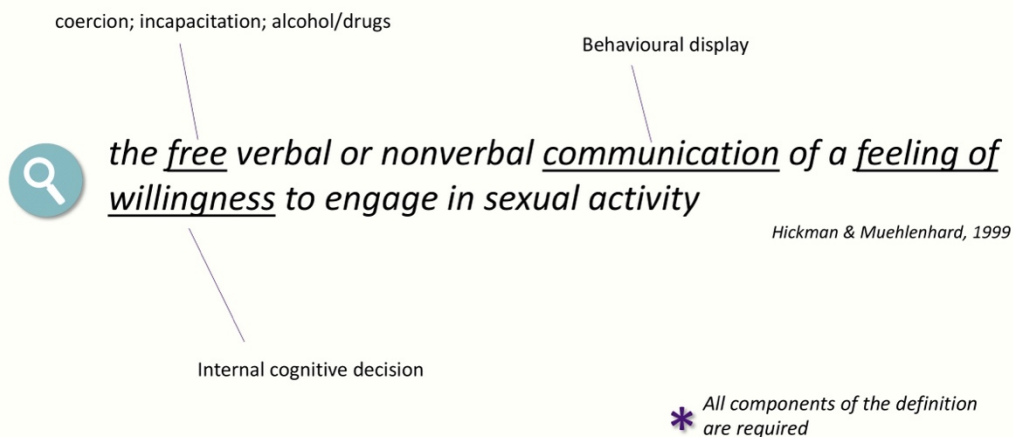 coercion; incapacitation; alcohol/drugs
Behavioural display
the free verbal or nonverbal communication of a feeling of
willingness to engage in sexual activity
Hickman & Muehlenhard, 1999
Internal cognitive decision
* All components of the definition
are required